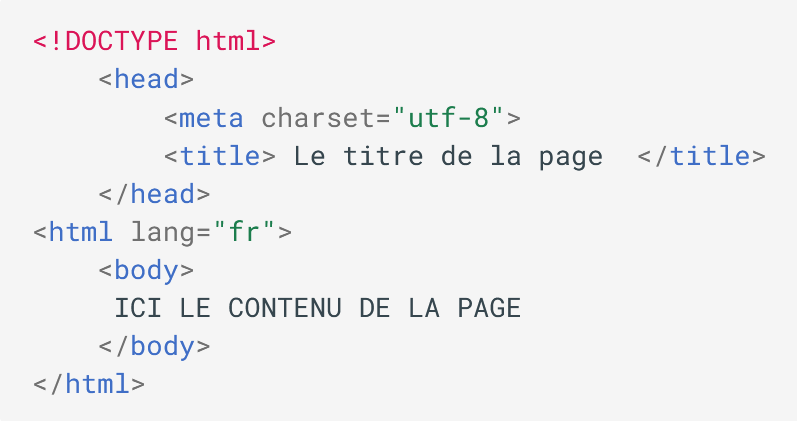 <!DOCTYPE html>
<head>
<meta charset="utf-8">
<title> Le titre de la page  </title>
</head>
<html lang="fr">
<body>
ICI LE CONTENU DE LA PAGE
</body>
</html>